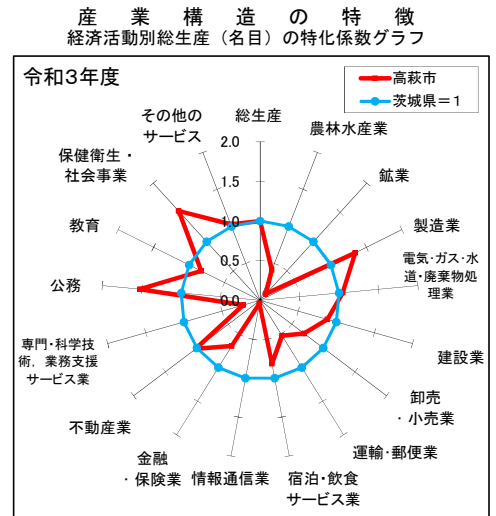 産業構造の特徴
経済活動別総生産（名目）の特化係数グラフ
令和3年度
高萩市
茨城県＝1
総生産
農林水産業
鉱業
製造業
電気・ガス・水
道・廃棄物処
理業
建設業
卸売
・小売業
運輸・郵便業
宿泊・飲食
サービス業
情報通信業
金融
・保険業
不動産業
専門・科学技
術，業務支援
サービス業
公務
教育
保健衛生・
社会事業
その他の
サービス
2.0
1.5
1.0
0.5
0.0